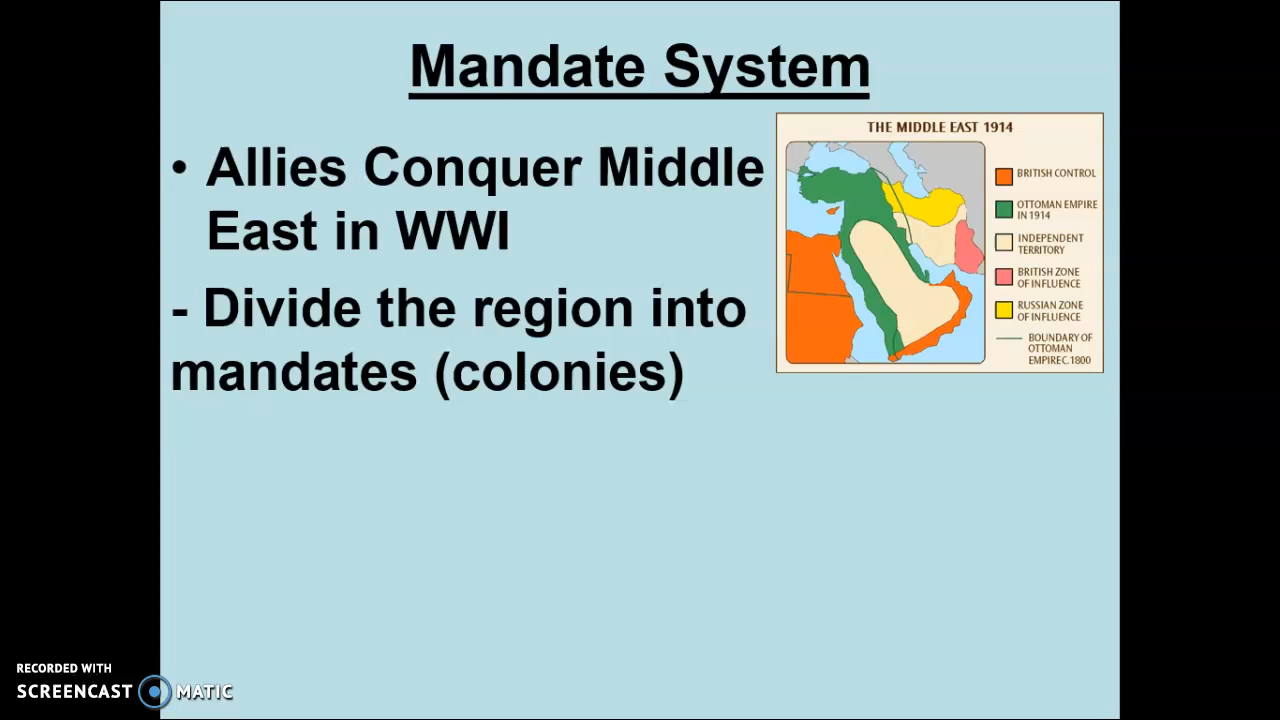 Mandate System
• Allies Conquer Middle
East in WWI
- Divide the region into
mandates (colonies)
THE MIDDLE EAST 1914
BRITISH CONTROL
OTTOMAN EMPIRE
IN 1914
INDEPENDENT
TERRITORY
BRITISH ZONE
OF INFLUENCE
RUSSIAN ZONE
OF INFLUENCE
BOUNDARY OF
OTTOMAN
EMPIREC.1800
RECORDED WITH
SCREENCAST MATIC